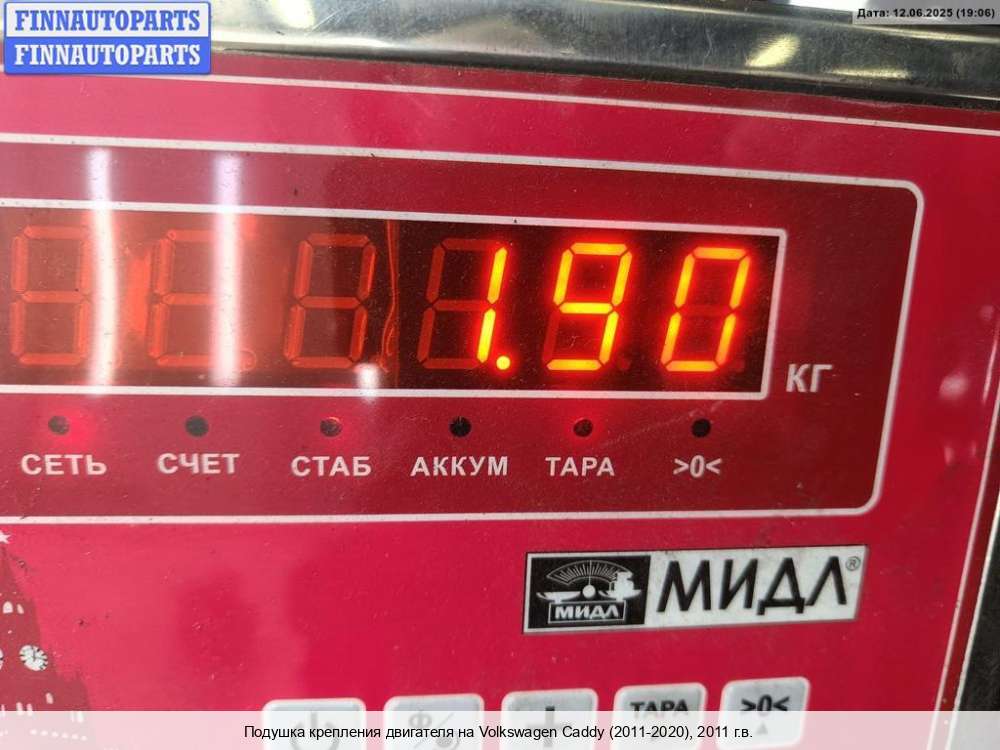 FINNAUTOPARTS
FINNAUTOPARTS
Дата: 12.06.2025 (19:06)
1.90
КГ
СЕТЬ СЧЕТ СТАБ АККУМ ТАРА >0<
МИДЛ МИДЛ®
ТАРА >0<
Подушка крепления двигателя на Volkswagen Caddy (2011-2020), 2011 г.в.